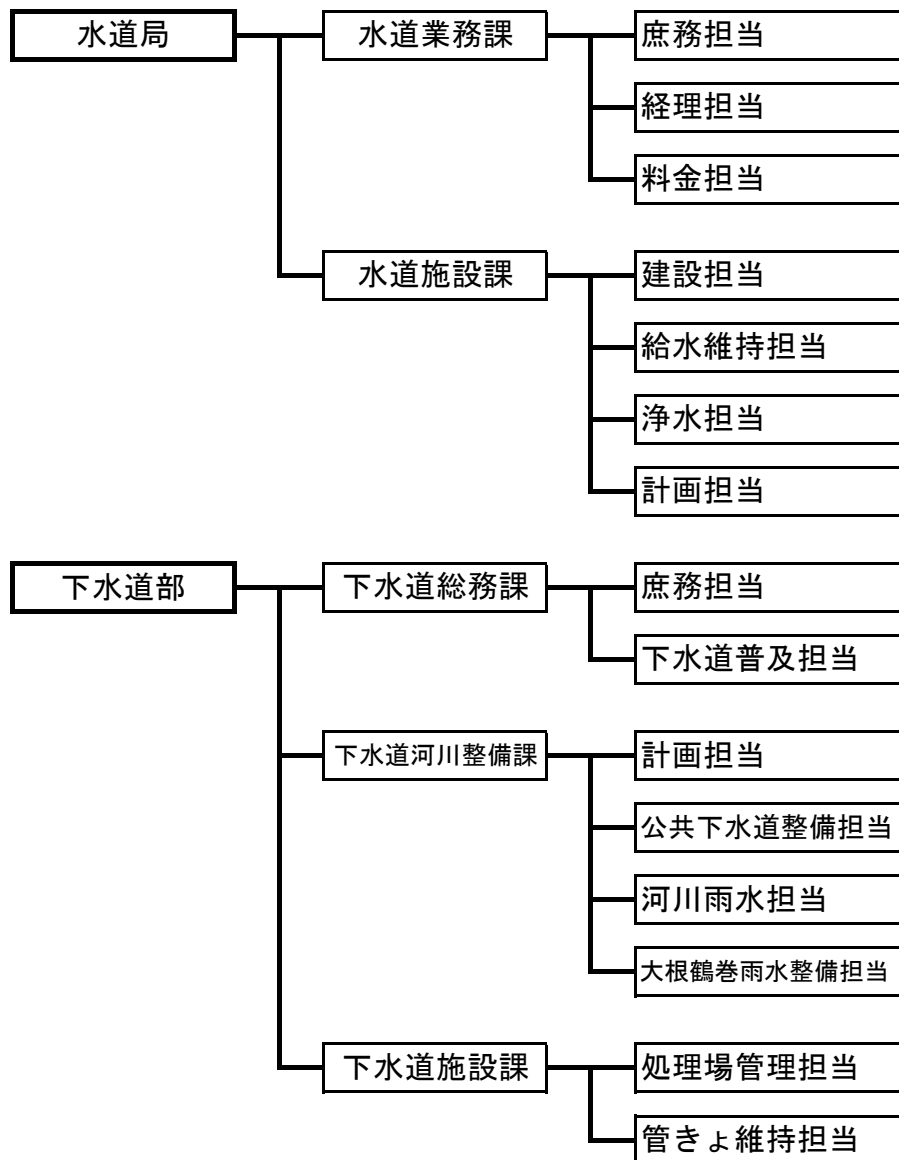 水道局
水道業務課
庶務担当
経理担当
料金担当
水道施設課
建設担当
給水維持担当
浄水担当
計画担当
下水道部
下水道総務課
庶務担当
下水道普及担当
下水道河川整備課
計画担当
公共下水道整備担当
河川雨水担当
大根鶴巻雨水整備担当
下水道施設課
処理場管理担当
管きょ維持担当